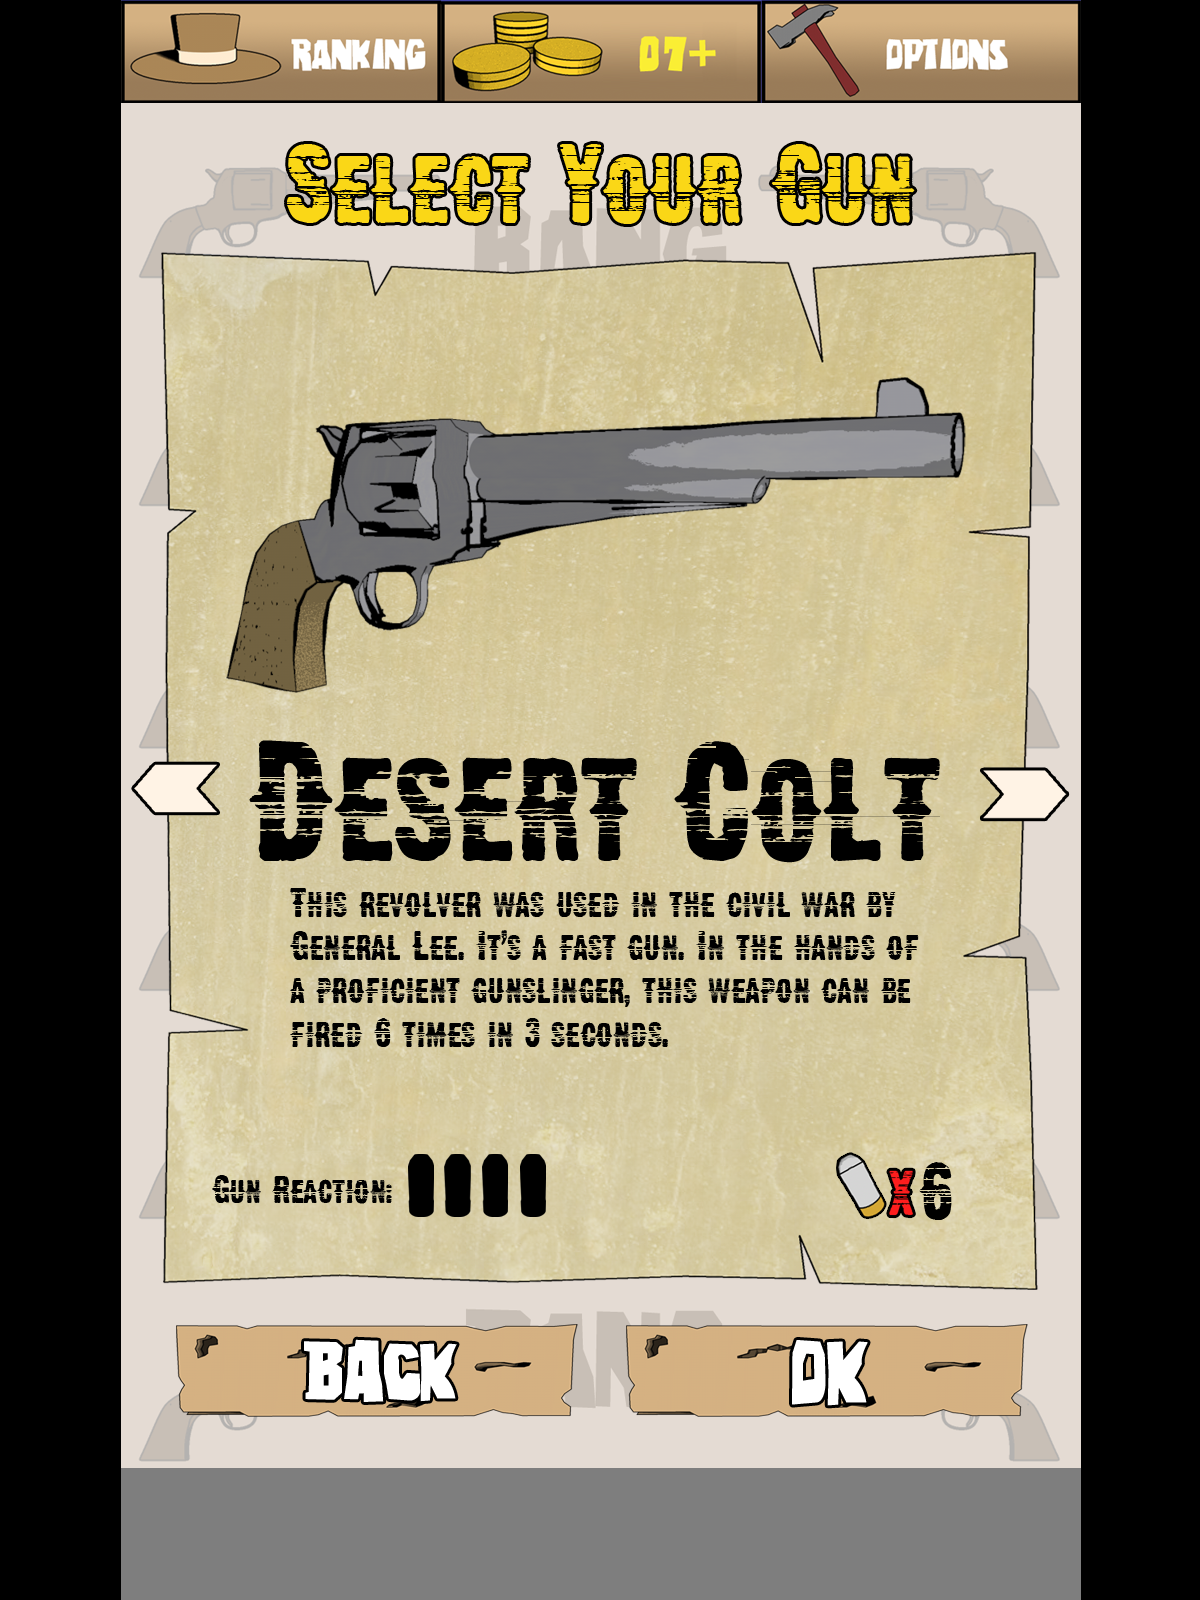 RANKING
07+
OPTIONS
BANG
Select Your Gun
Desert Colt
This revolver was used in the civil war by
General Lee. It's a fast gun. In the hands of
a proficient gunslinger, this weapon can be
fired 6 times in 3 seconds.
Gun Reaction:
x6
BANG
BACK
OK